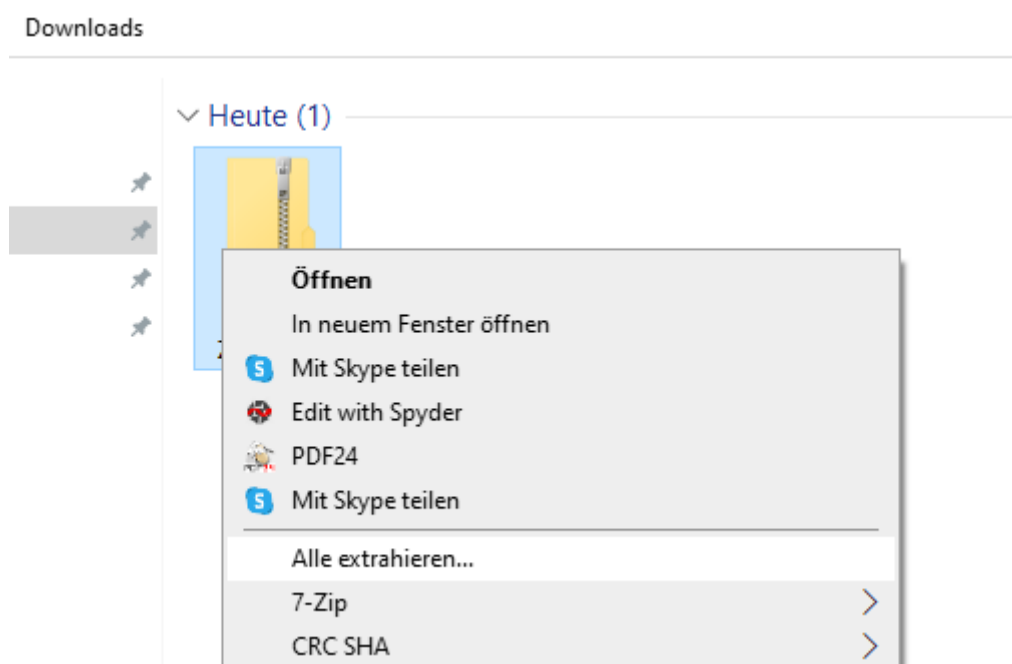 Downloads
Heute (1)
Öffnen
In neuem Fenster öffnen
Mit Skype teilen
Edit with Spyder
PDF24
Mit Skype teilen
Alle extrahieren...
7-Zip
CRC SHA